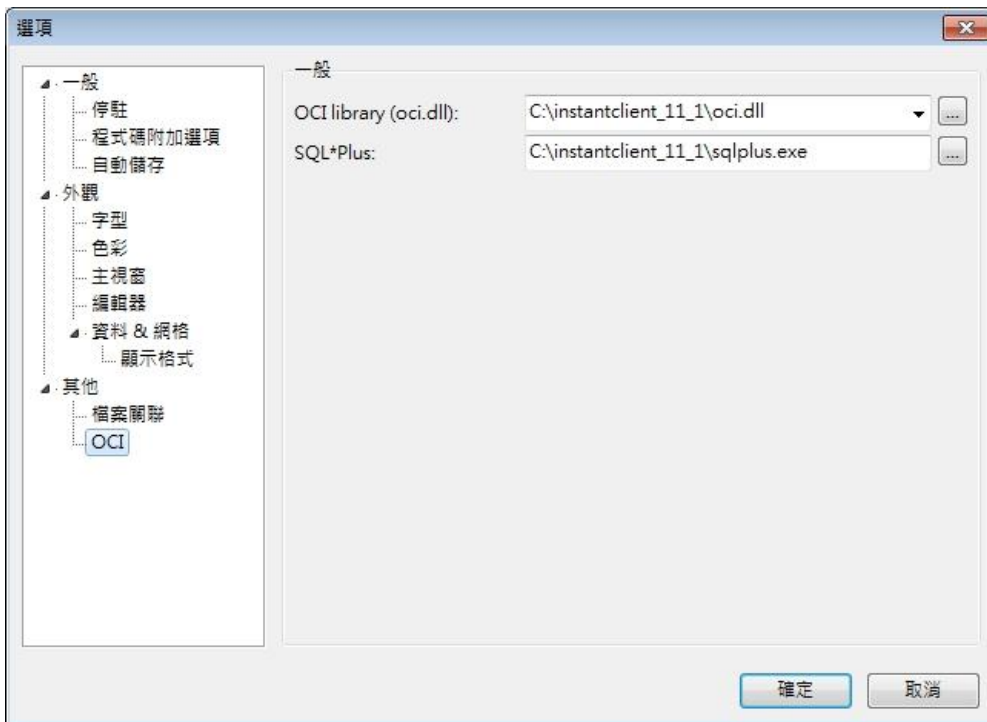 選項
一般
停駐
程式碼附加選項
自動儲存
外觀
字型
色彩
主視窗
編輯器
資料 & 網格
顯示格式
其他
檔案關聯
OCI
一般
OCI library (oci.dll):
C:\instantclient_11_1\oci.dll
...
SQL*Plus:
C:\instantclient_11_1\sqlplus.exe
...
確定
取消